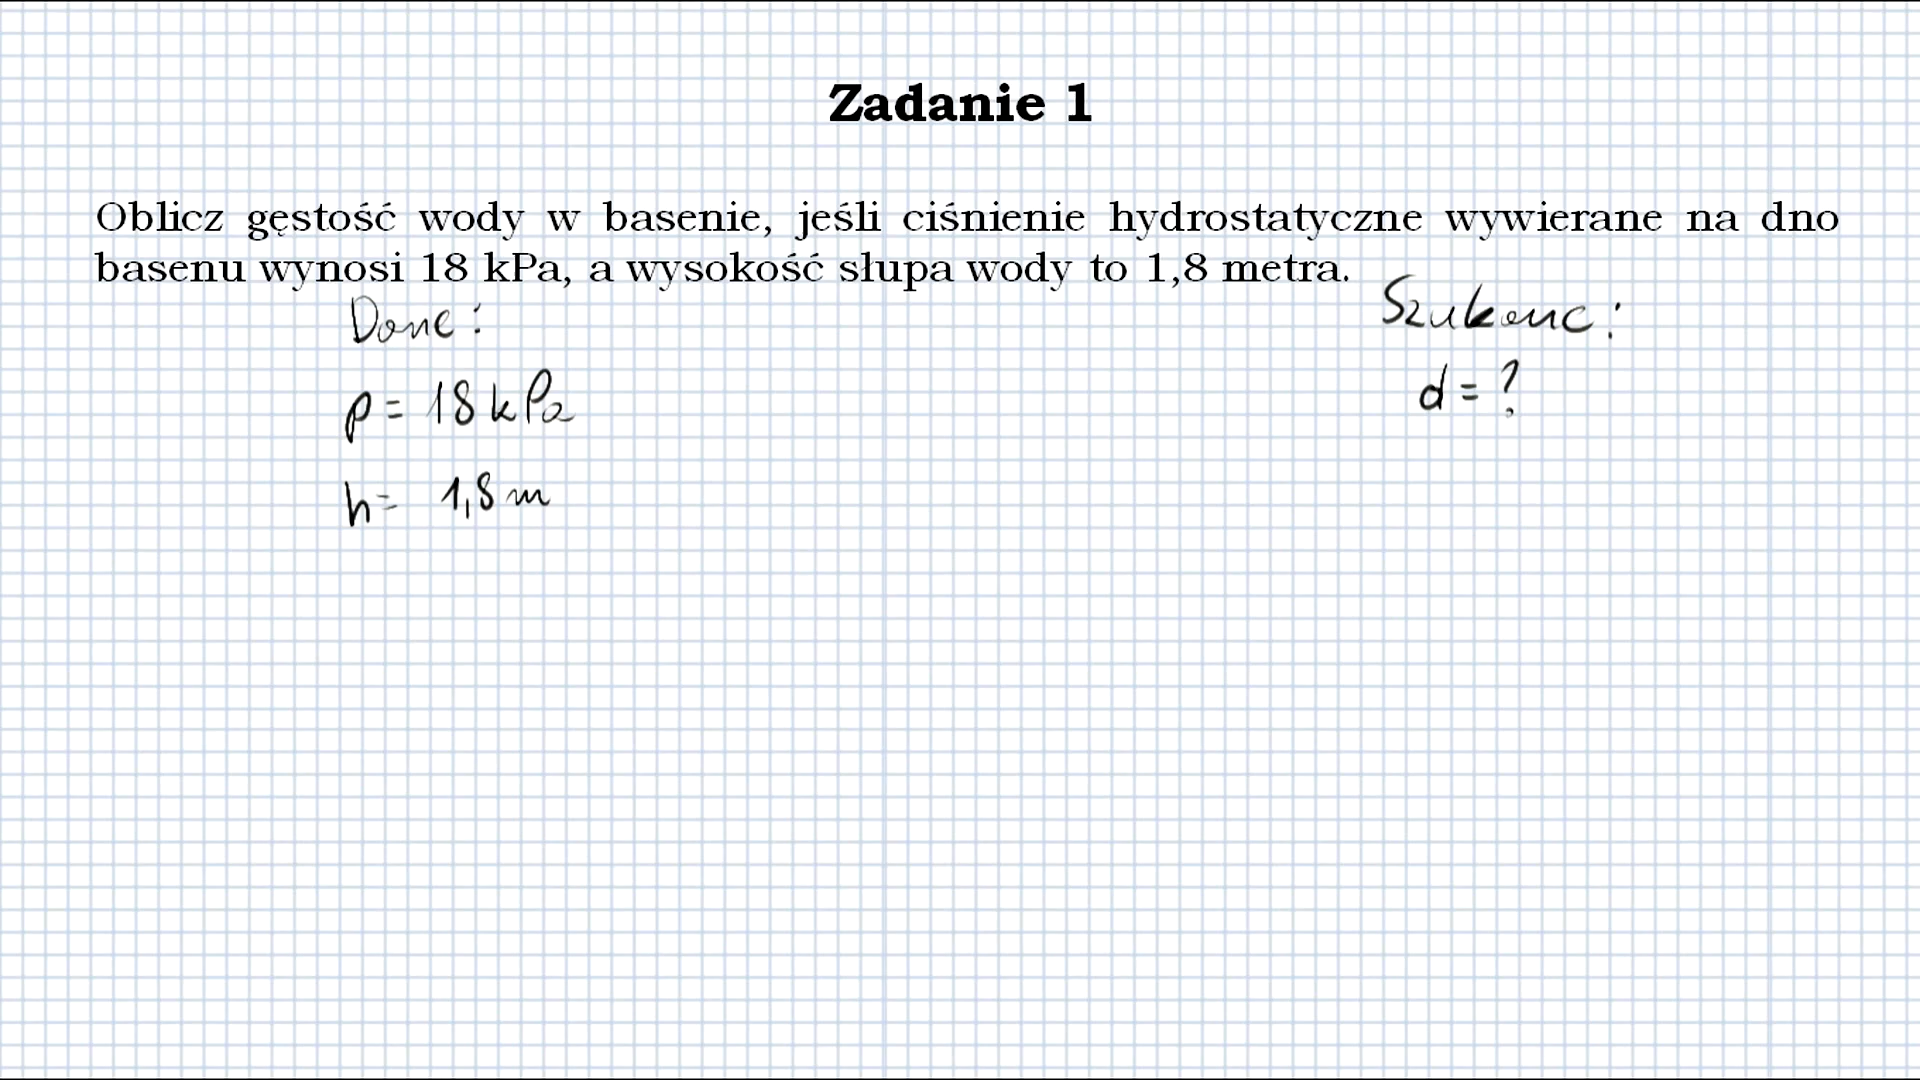 Zadanie 1
Oblicz gęstość wody w basenie, jeśli ciśnienie hydrostatyczne wywierane na dno
basenu wynosi 18 kPa, a wysokość słupa wody to 1,8 metra.
Dane:
Szukane:
p = 18 kPa
d = ?
h = 1,8 m